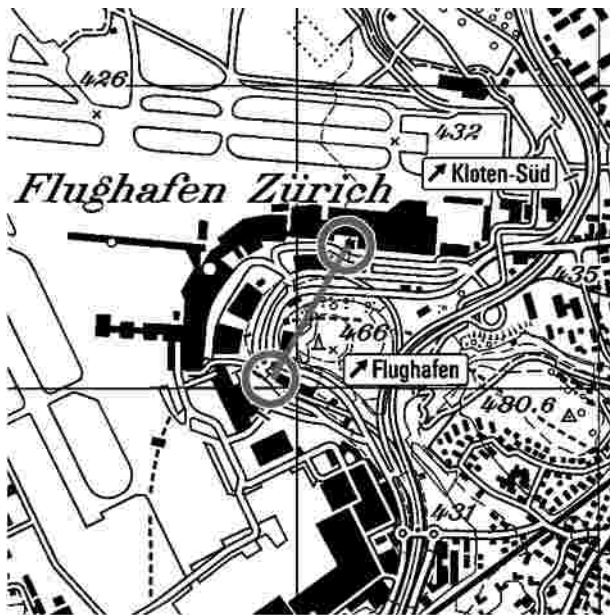 426
432
↗ Kloten-Süd
Flughafen Zürich
435
466
↗ Flughafen
480.6
431